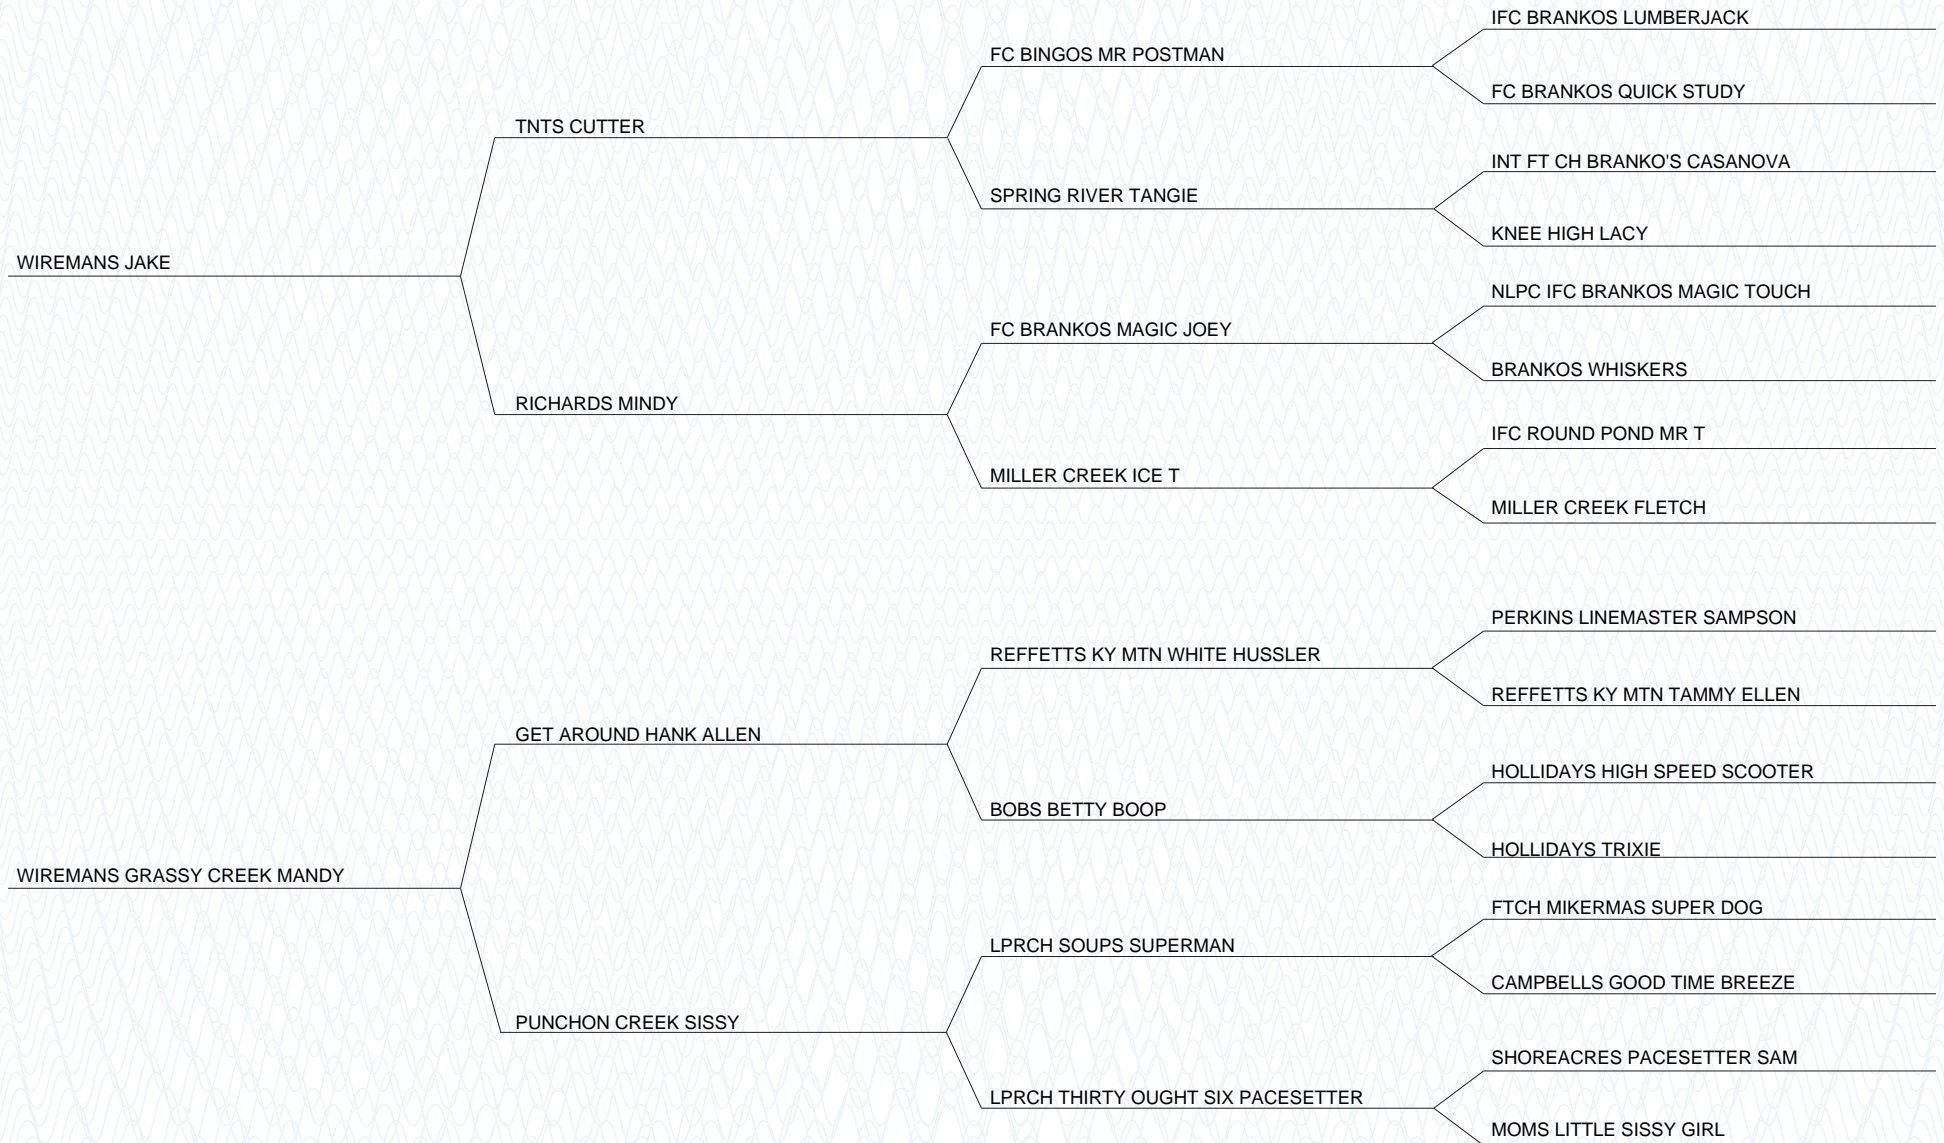 IFC BRANKOS LUMBERJACK
FC BINGOS MR POSTMAN
FC BRANKOS QUICK STUDY
TNTS CUTTER
INT FT CH BRANKO'S CASANOVA
SPRING RIVER TANGIE
KNEE HIGH LACY
WIREMANS JAKE
NLPC IFC BRANKOS MAGIC TOUCH
FC BRANKOS MAGIC JOEY
BRANKOS WHISKERS
RICHARDS MINDY
IFC ROUND POND MR T
MILLER CREEK ICE T
MILLER CREEK FLETCH
PERKINS LINEMASTER SAMPSON
REFFETTS KY MTN WHITE HUSSLER
REFFETTS KY MTN TAMMY ELLEN
GET AROUND HANK ALLEN
HOLLIDAYS HIGH SPEED SCOOTER
BOBS BETTY BOOP
HOLLIDAYS TRIXIE
WIREMANS GRASSY CREEK MANDY
FTCH MIKERMAS SUPER DOG
LPRCH SOUPS SUPERMAN
CAMPBELLS GOOD TIME BREEZE
PUNCHON CREEK SISSY
SHOREACRES PACESETTER SAM
LPRCH THIRTY OUGHT SIX PACESETTER
MOMS LITTLE SISSY GIRL